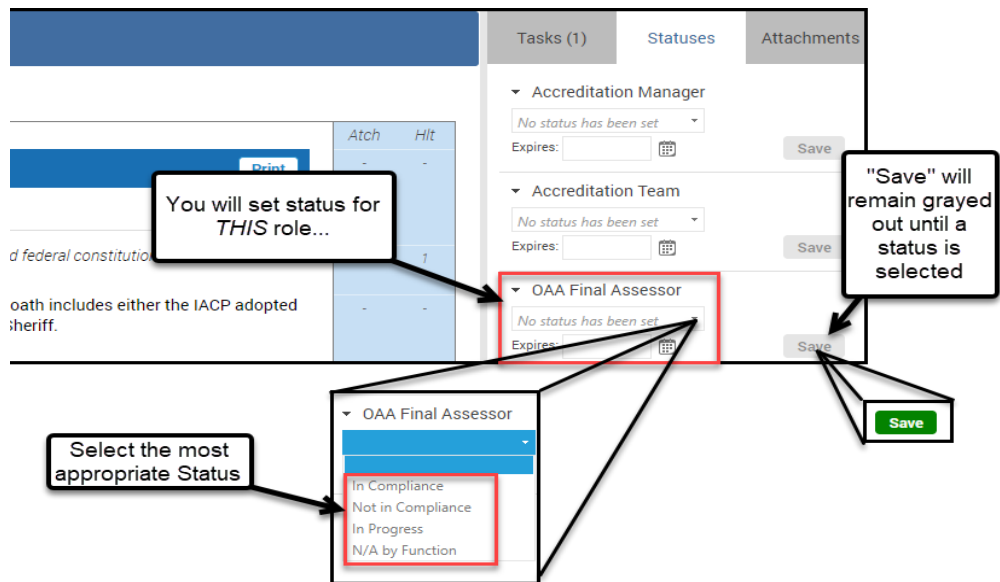 Tasks (1) Statuses Attachments
Accreditation Manager
No status has been set
Expires:
Save
Atch Hlt
Print
- -
You will set status for
THIS role...
"Save" will
remain grayed
out until a
status is
selected
Accreditation Team
No status has been set
Expires:
Save
d federal constitution
1
oath includes either the IACP adopted
sheriff.
- -
OAA Final Assessor
No status has been set
Expires:
Save
Save
OAA Final Assessor
Select the most
appropriate Status
In Compliance
Not in Compliance
In Progress
N/A by Function